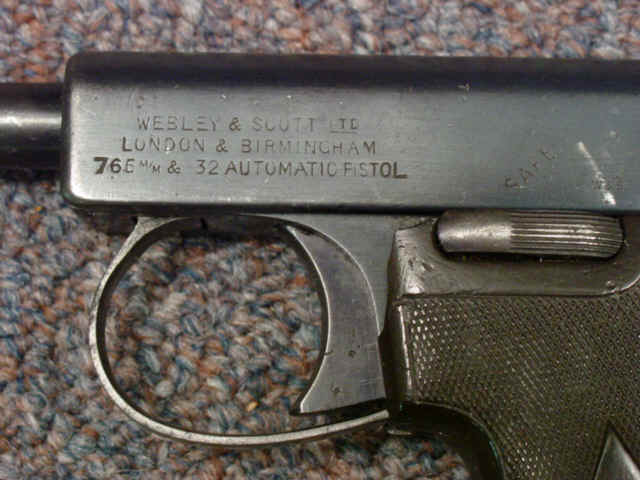 WEBLEY & SCOTT LTD
LONDON & BIRMINGHAM
765 M/M & 32 AUTOMATIC PISTOL
SAFE